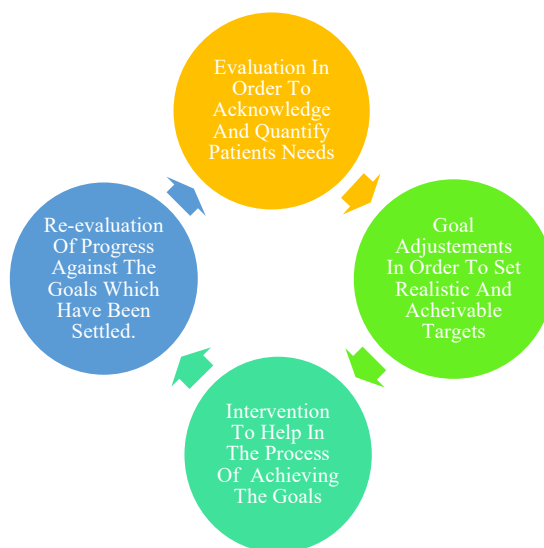 Evaluation In
Order To
Acknowledge
And Quantify
Patients Needs
Goal
Adjustements
In Order To Set
Realistic And
Acheivable
Targets
Intervention
To Help In
The Process
Of  Achieving
The Goals
Re-evaluation
Of Progress
Against The
Goals Which
Have Been
Settled.